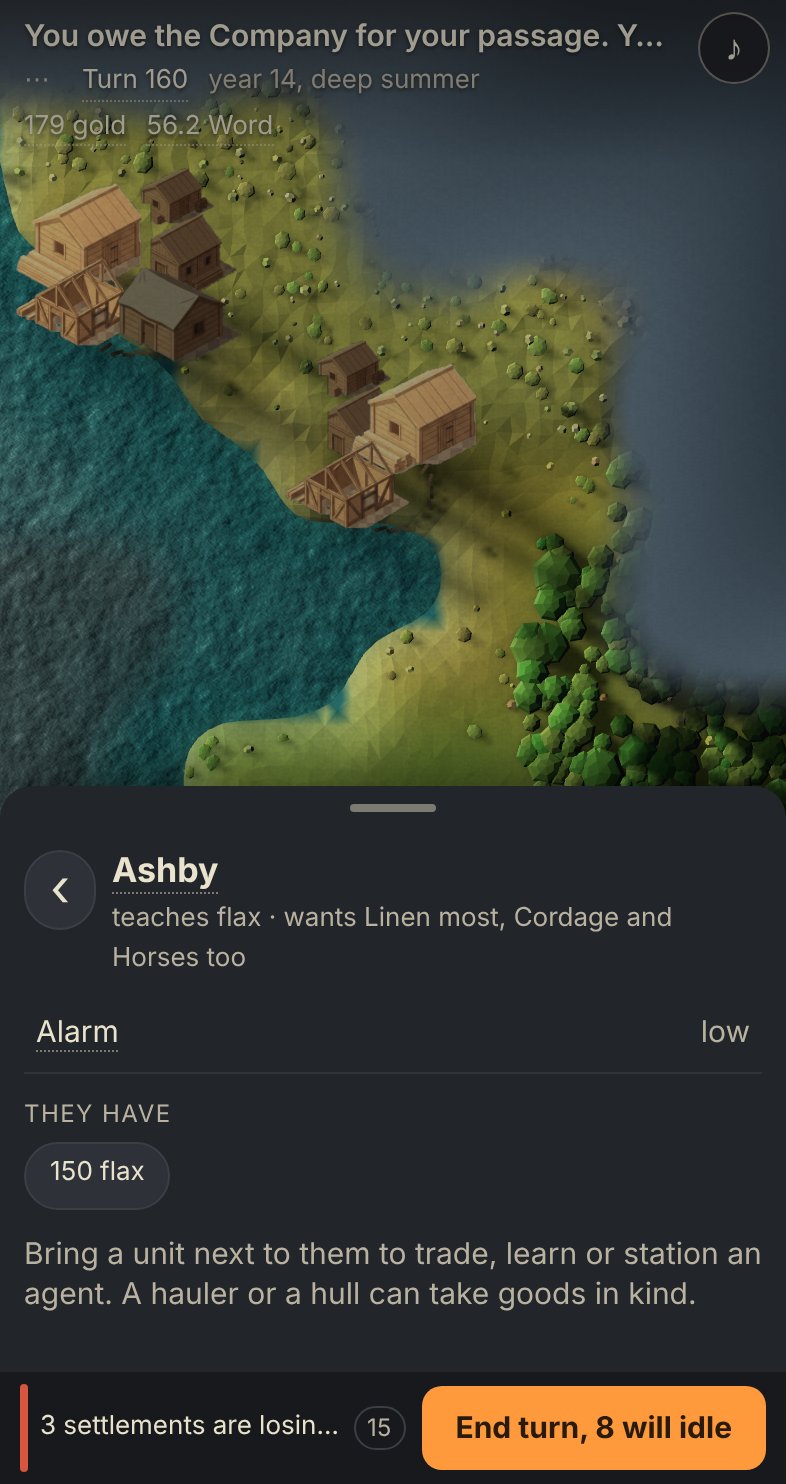 You owe the Company for your passage. Y...
... Turn 160 year 14, deep summer
179 gold 56.2 Word
Ashby
teaches flax · wants Linen most, Cordage and
Horses too
Alarm low
THEY HAVE
150 flax
Bring a unit next to them to trade, learn or station an
agent. A hauler or a hull can take goods in kind.
3 settlements are losin... 15 End turn, 8 will idle